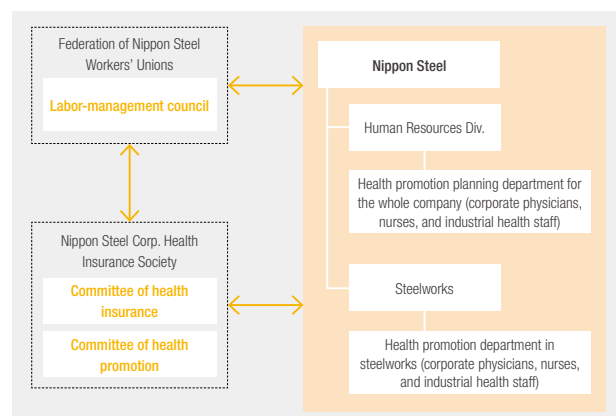 Federation of Nippon Steel
Workers' Unions
Labor-management council
Nippon Steel Corp. Health
Insurance Society
Committee of health
insurance
Committee of health
promotion
Nippon Steel
Human Resources Div.
Health promotion planning department for
the whole company (corporate physicians,
nurses, and industrial health staff)
Steelworks
Health promotion department in
steelworks (corporate physicians, nurses,
and industrial health staff)